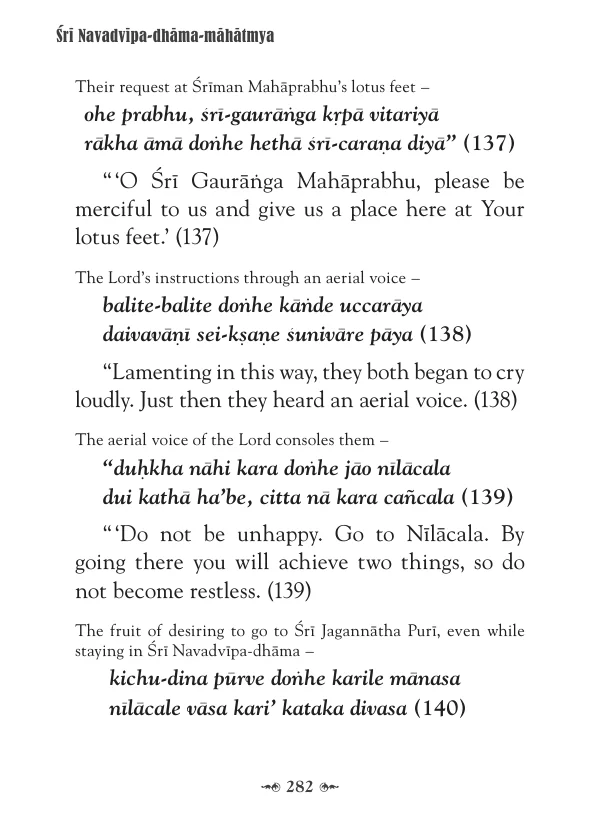 Śrī Navadvīpa-dhāma-māhātmya
Their request at Śrīman Mahāprabhu’s lotus feet –
ohe prabhu, śrī-gaurāṅga kṛpā vitariyā
rākha āmā doṅhe hethā śrī-caraṇa diyā” (137)
“ ‘O Śrī Gaurāṅga Mahāprabhu, please be
merciful to us and give us a place here at Your
lotus feet.’ (137)
The Lord’s instructions through an aerial voice –
balite-balite doṅhe kāṅde uccarāya
daivavāṇī sei-kṣaṇe śunivāre pāya (138)
“Lamenting in this way, they both began to cry
loudly. Just then they heard an aerial voice. (138)
The aerial voice of the Lord consoles them –
“duḥkha nāhi kara doṅhe jāo nīlācala
dui kathā ha’be, citta nā kara cañcala (139)
“ ‘Do not be unhappy. Go to Nīlācala. By
going there you will achieve two things, so do
not become restless. (139)
The fruit of desiring to go to Śrī Jagannātha Purī, even while
staying in Śrī Navadvīpa-dhāma –
kichu-dina pūrve doṅhe karile mānasa
nīlācale vāsa kari’ kataka divasa (140)
282